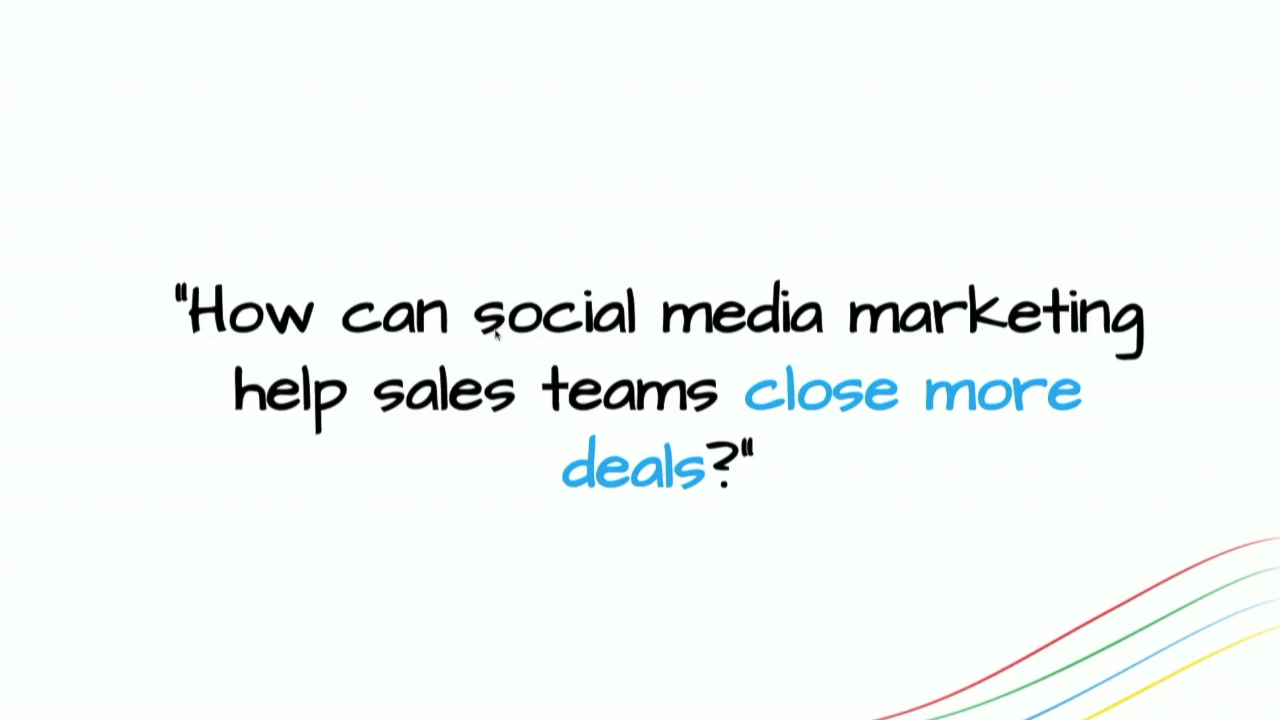 "How can social media marketing
help sales teams close more
deals?"